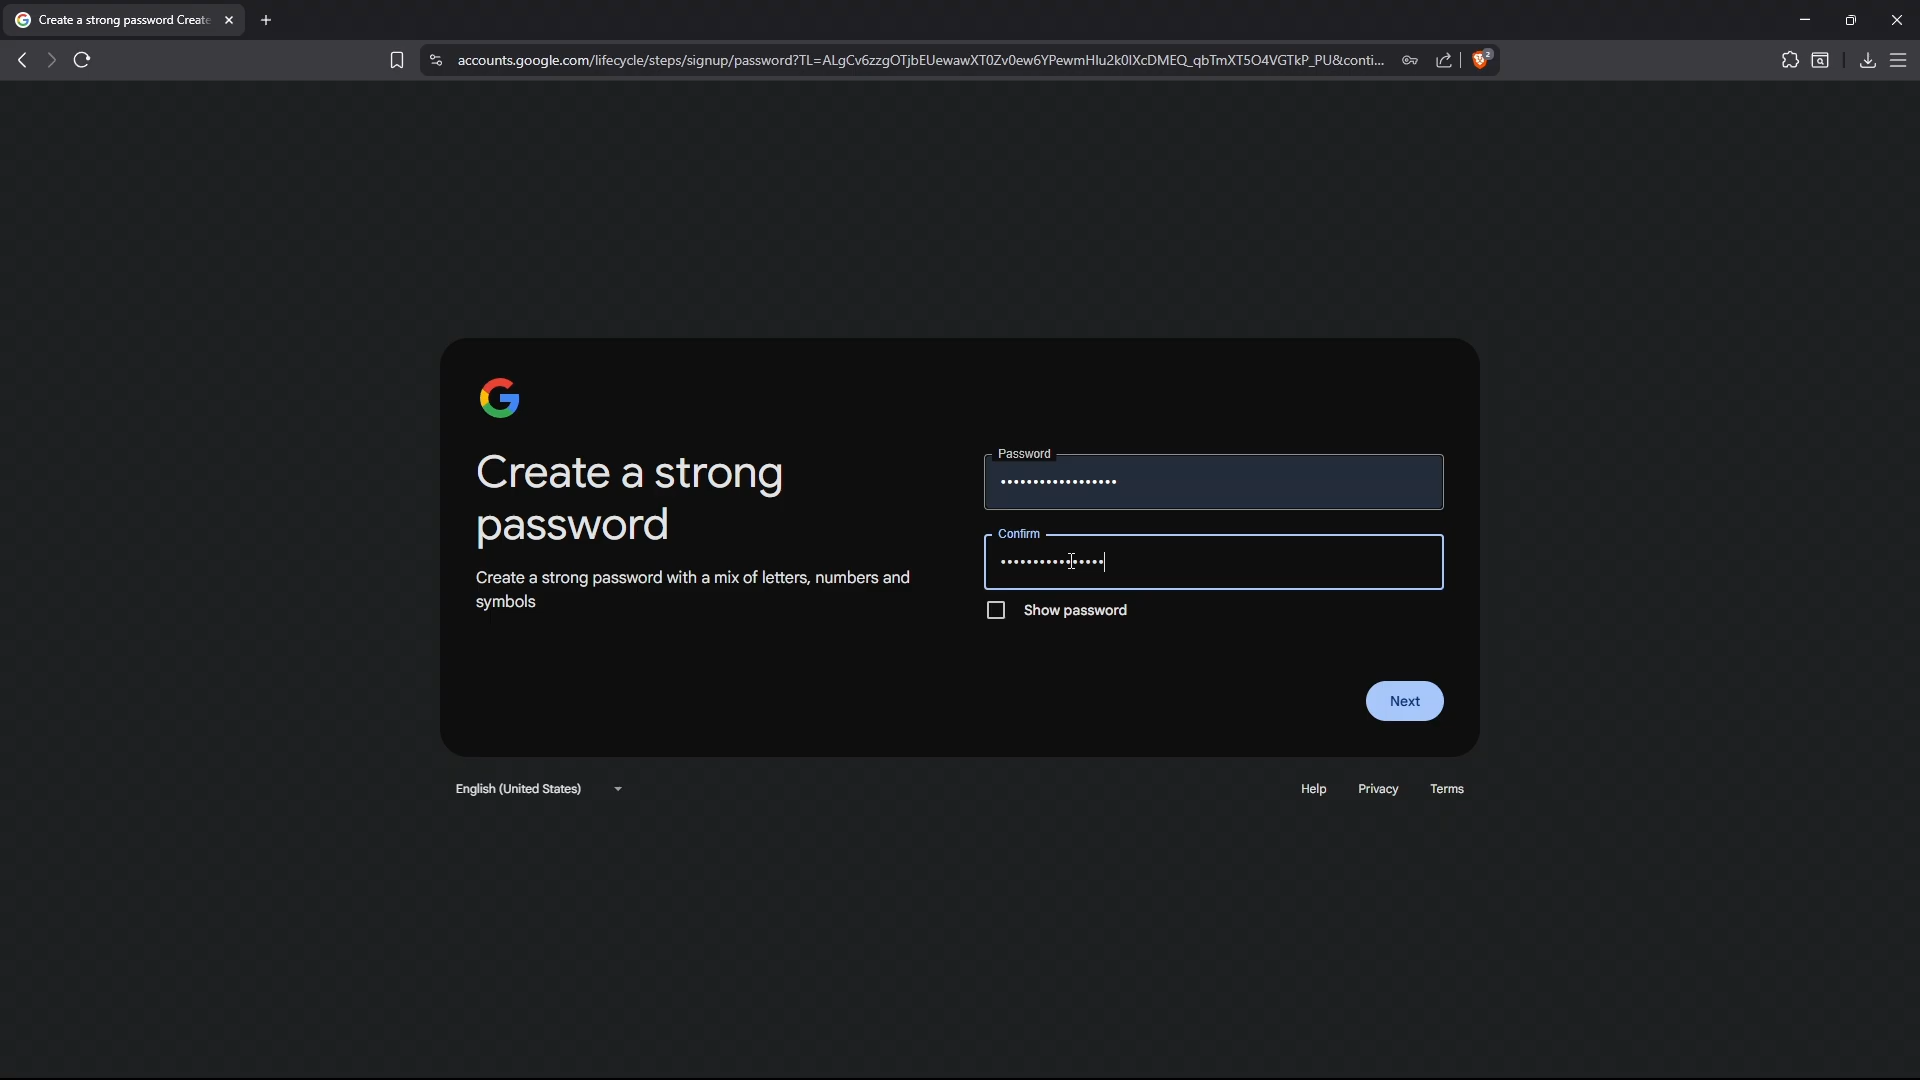 Create a strong password Create
accounts.google.com/lifecycle/steps/signup/password?TL=ALgCv6zzgOTjbEUewawXT0Zv0ew6YPewmHlu2k0lXcDMEQ_qbTmXT5O4VGTkP_PU&conti...
2
Create a strong
password
Create a strong password with a mix of letters, numbers and
symbols
Password
••••••••••••••••••
Confirm
••••••••••••••••
Show password
Next
English (United States)
Help Privacy Terms